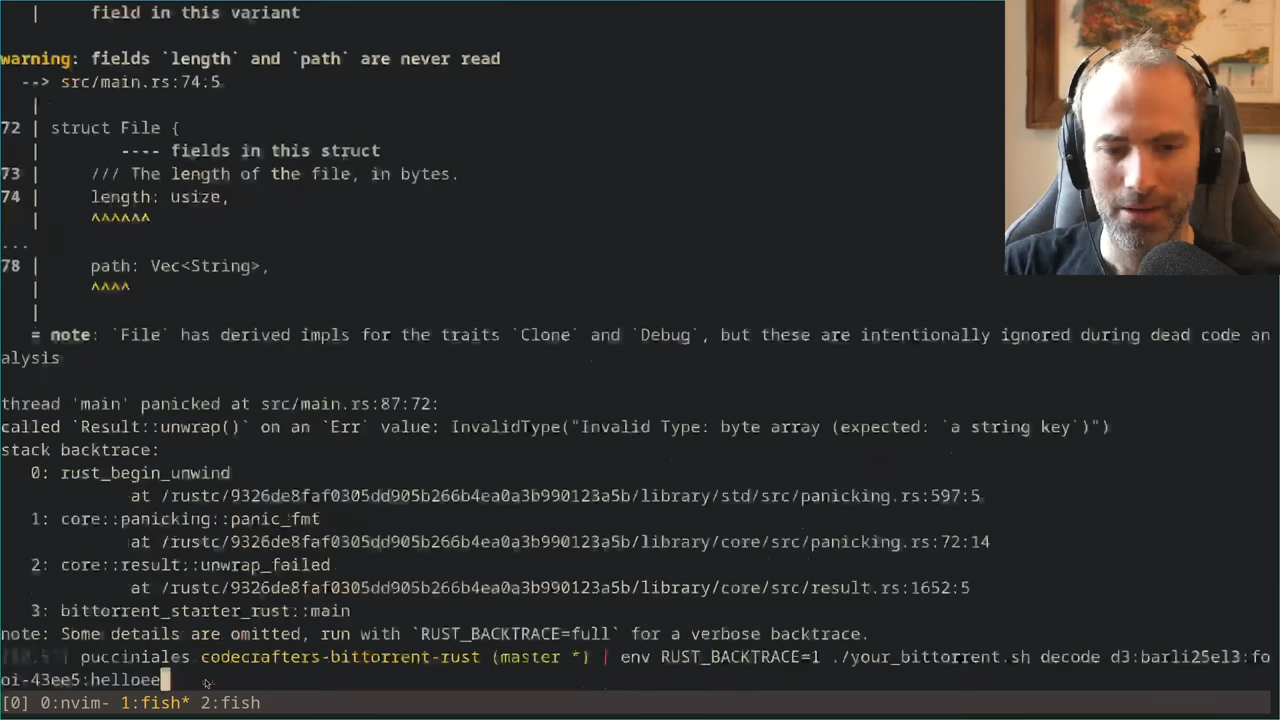 |     field in this variant
warning: fields `length` and `path` are never read
--> src/main.rs:74:5
|
72 | struct File {
|        ---- fields in this struct
73 |     /// The length of the file, in bytes.
74 |     length: usize,
|     ^^^^^^
...
78 |     path: Vec<String>,
|     ^^^^
|
= note: `File` has derived impls for the traits `Clone` and `Debug`, but these are intentionally ignored during dead code an
alysis
thread 'main' panicked at src/main.rs:87:72:
called `Result::unwrap()` on an `Err` value: InvalidType("Invalid Type: byte array (expected: `a string key`)")
stack backtrace:
0: rust_begin_unwind
at /rustc/9326de8faf0305dd905b266b4ea0a3b990123a5b/library/std/src/panicking.rs:597:5
1: core::panicking::panic_fmt
at /rustc/9326de8faf0305dd905b266b4ea0a3b990123a5b/library/core/src/panicking.rs:72:14
2: core::result::unwrap_failed
at /rustc/9326de8faf0305dd905b266b4ea0a3b990123a5b/library/core/src/result.rs:1652:5
3: bittorrent_starter_rust::main
note: Some details are omitted, run with `RUST_BACKTRACE=full` for a verbose backtrace.
| pucciniales codecrafters-bittorrent-rust (master *) | env RUST_BACKTRACE=1 ./your_bittorrent.sh decode d3:barli25el3:fo
oi-43ee5:helloee
[0] 0:nvim- 1:fish* 2:fish